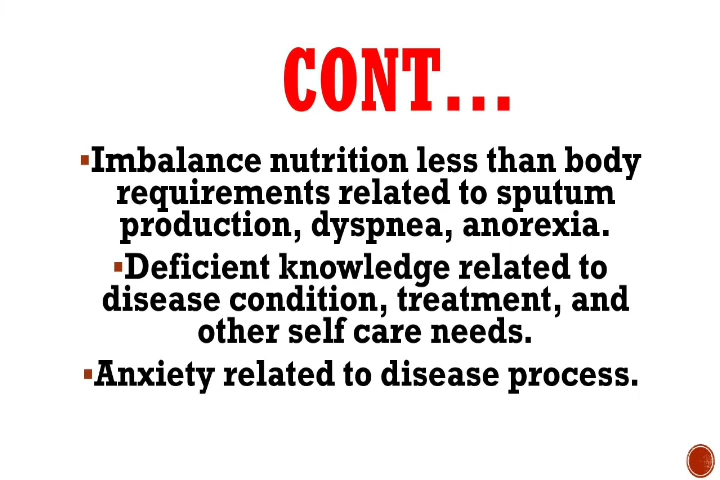 CONT...
▪Imbalance nutrition less than body
requirements related to sputum
production, dyspnea, anorexia.
▪Deficient knowledge related to
disease condition, treatment, and
other self care needs.
▪Anxiety related to disease process.